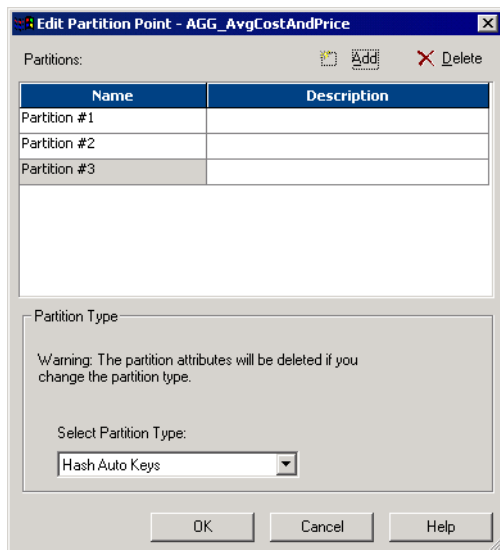 Edit Partition Point - AGG_AvgCostAndPrice
Partitions: Add Delete
Name Description
Partition #1
Partition #2
Partition #3
Partition Type
Warning: The partition attributes will be deleted if you
change the partition type.
Select Partition Type:
Hash Auto Keys
OK Cancel Help